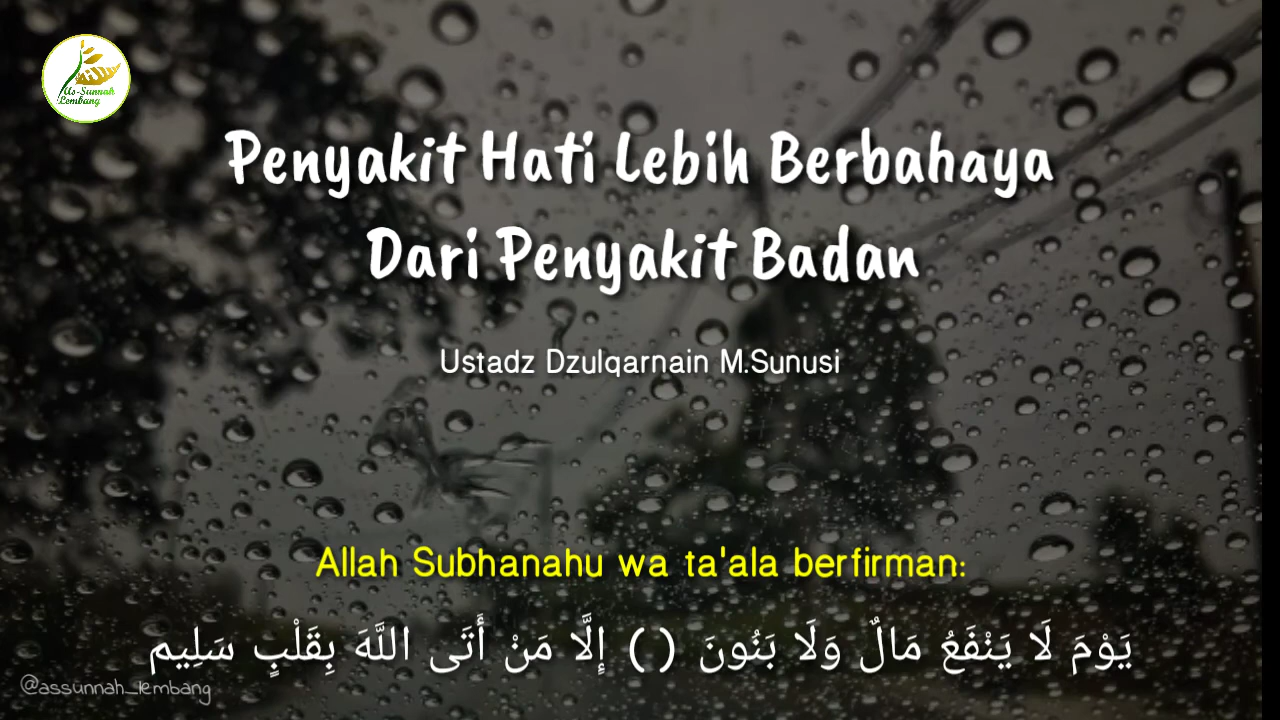 As-Sunnah
Lembang
Penyakit Hati Lebih Berbahaya
Dari Penyakit Badan
Ustadz Dzulqarnain M.Sunusi
Allah Subhanahu wa ta'ala berfirman:
يَوْمَ لَا يَنْفَعُ مَالٌ وَلَا بَنُونَ ( ) إِلَّا مَنْ أَتَى اللَّهَ بِقَلْبٍ سَلِيم
@assunnah_lembang